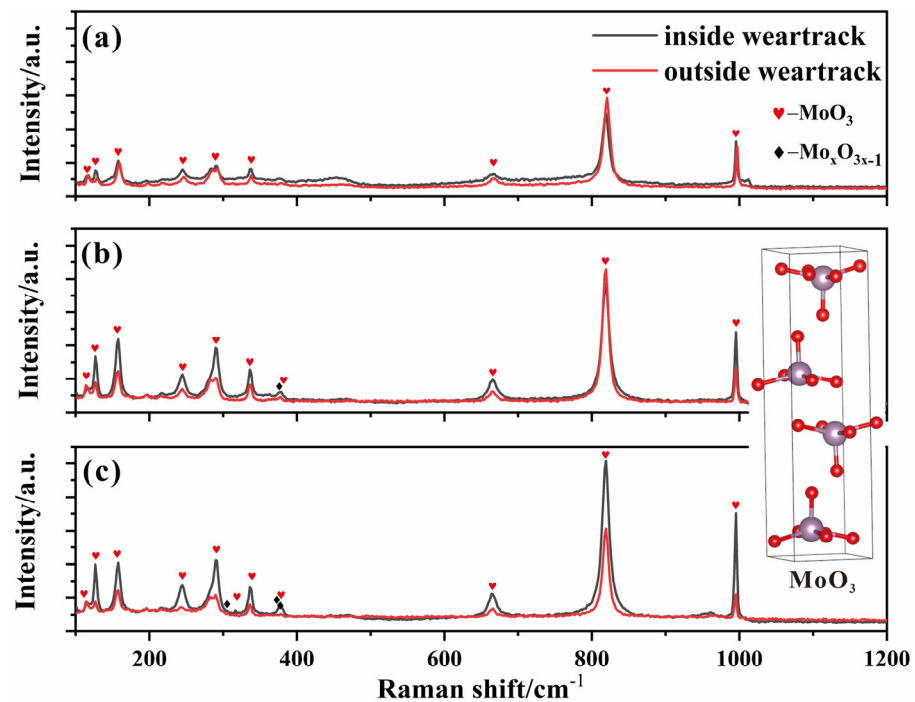 (a)
inside weartrack
outside weartrack
♥–MoO₃
♦–MoₓO₃ₓ₋₁
Intensity/a.u.
(b)
Intensity/a.u.
(c)
Intensity/a.u.
MoO₃
200 400 600 800 1000 1200
Raman shift/cm⁻¹